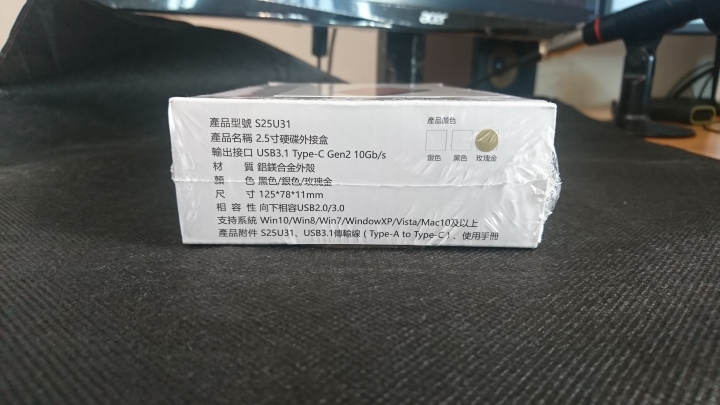 acer
產品型號 S25U31
產品名稱 2.5寸硬碟外接盒
輸出接口 USB3.1 Type-C Gen2 10Gb/s
材 質 鋁鎂合金外殼
顏 色 黑色/銀色/玫瑰金
尺 寸 125*78*11mm
相 容 性 向下相容USB2.0/3.0
支持系統 Win10/Win8/Win7/WindowXP/Vista/Mac10及以上
產品附件 S25U31、USB3.1傳輸線(Type-A to Type-C)、使用手冊
產品顏色
銀色 黑色 玫瑰金